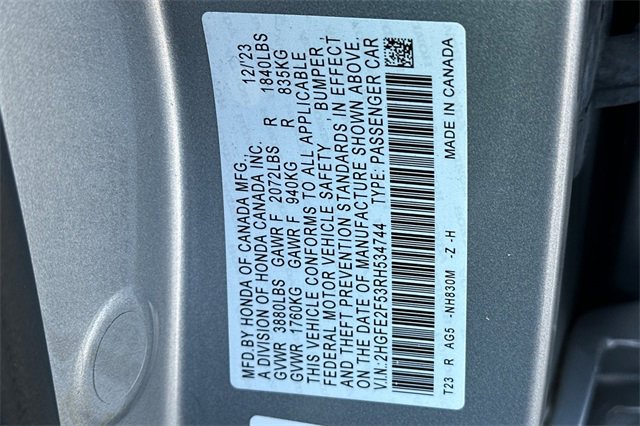 MFD. BY HONDA OF CANADA MFG., 12/'23
A DIVISION OF HONDA CANADA INC.
GVWR 3880LBS GAWR F 2072LBS R 1840LBS
GVWR 1760KG GAWR F 940KG R 835KG
THIS VEHICLE CONFORMS TO ALL APPLICABLE
FEDERAL MOTOR VEHICLE SAFETY , BUMPER ,
AND THEFT PREVENTION STANDARDS IN EFFECT
ON THE DATE OF MANUFACTURE SHOWN ABOVE.
V.I.N: 2HGFE2F53RH534744 TYPE: PASSENGER CAR
MADE IN CANADA
T23 R AG5 -NH830M -Z -H